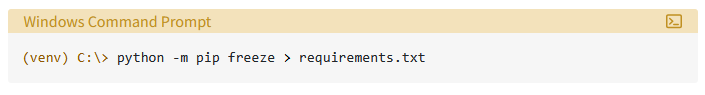 Windows Command Prompt
(venv) C:\> python -m pip freeze > requirements.txt